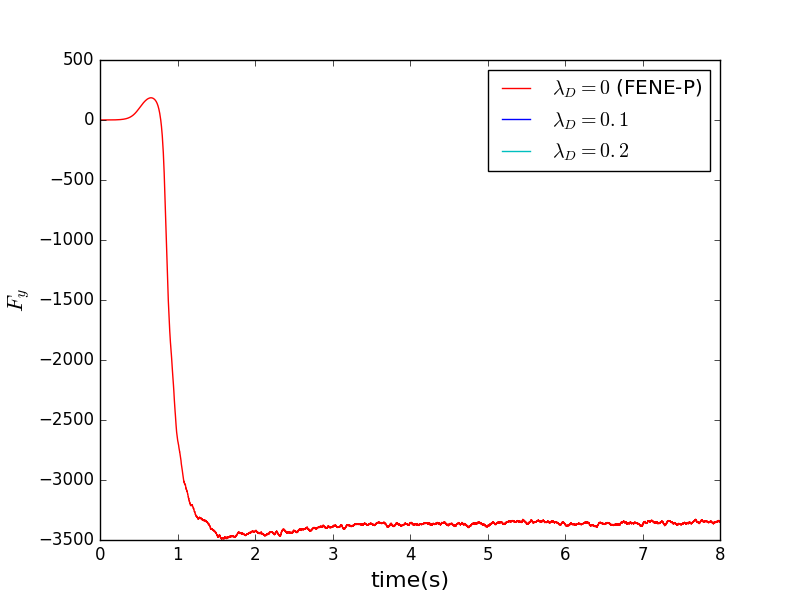 λ_D = 0 (FENE-P)
λ_D = 0.1
λ_D = 0.2
500
0
−500
−1000
−1500
−2000
−2500
−3000
−3500
F_y
0 1 2 3 4 5 6 7 8
time(s)